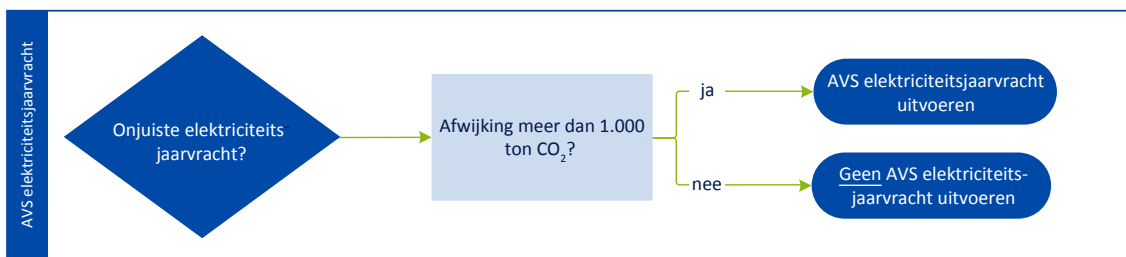 AVS elektriciteitsjaarvracht
Onjuiste elektriciteits-
jaarvracht?
Afwijking meer dan 1.000
ton CO₂?
ja
AVS elektriciteitsjaarvracht
uitvoeren
nee
Geen AVS elektriciteits-
jaarvracht uitvoeren